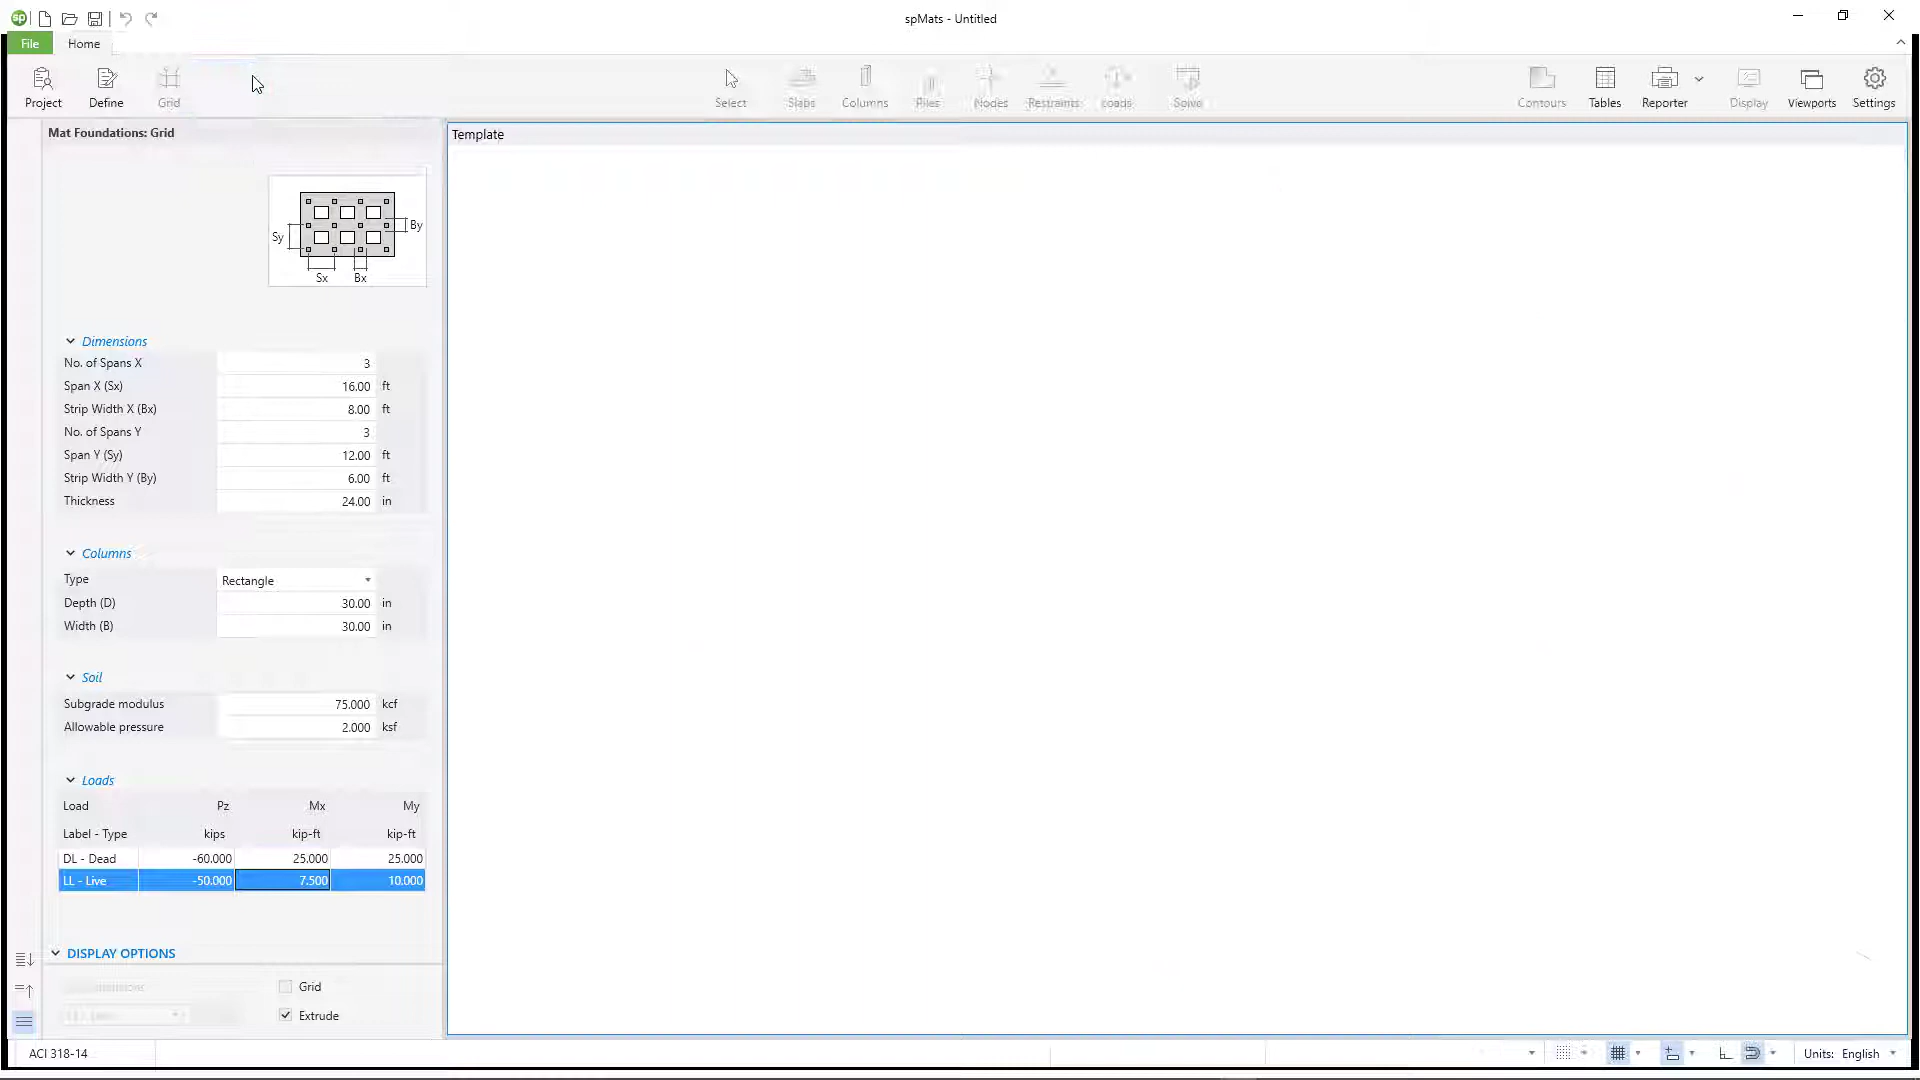 sp
spMats - Untitled
File
Home
Project
Define
Grid
Select
Slabs
Columns
Piles
Nodes
Restraints
Loads
Solve
Contours
Tables
Reporter
Display
Viewports
Settings
Mat Foundations: Grid
Template
Sy
By
Sx
Bx
Dimensions
No. of Spans X 3
Span X (Sx) 16.00 ft
Strip Width X (Bx) 8.00 ft
No. of Spans Y 3
Span Y (Sy) 12.00 ft
Strip Width Y (By) 6.00 ft
Thickness 24.00 in
Columns
Type Rectangle
Depth (D) 30.00 in
Width (B) 30.00 in
Soil
Subgrade modulus 75.000 kcf
Allowable pressure 2.000 ksf
Loads
Load Pz Mx My
Label - Type kips kip-ft kip-ft
DL - Dead -60.000 25.000 25.000
LL - Live -50.000 7.500 10.000
DISPLAY OPTIONS
Grid
Extrude
ACI 318-14
Units: English